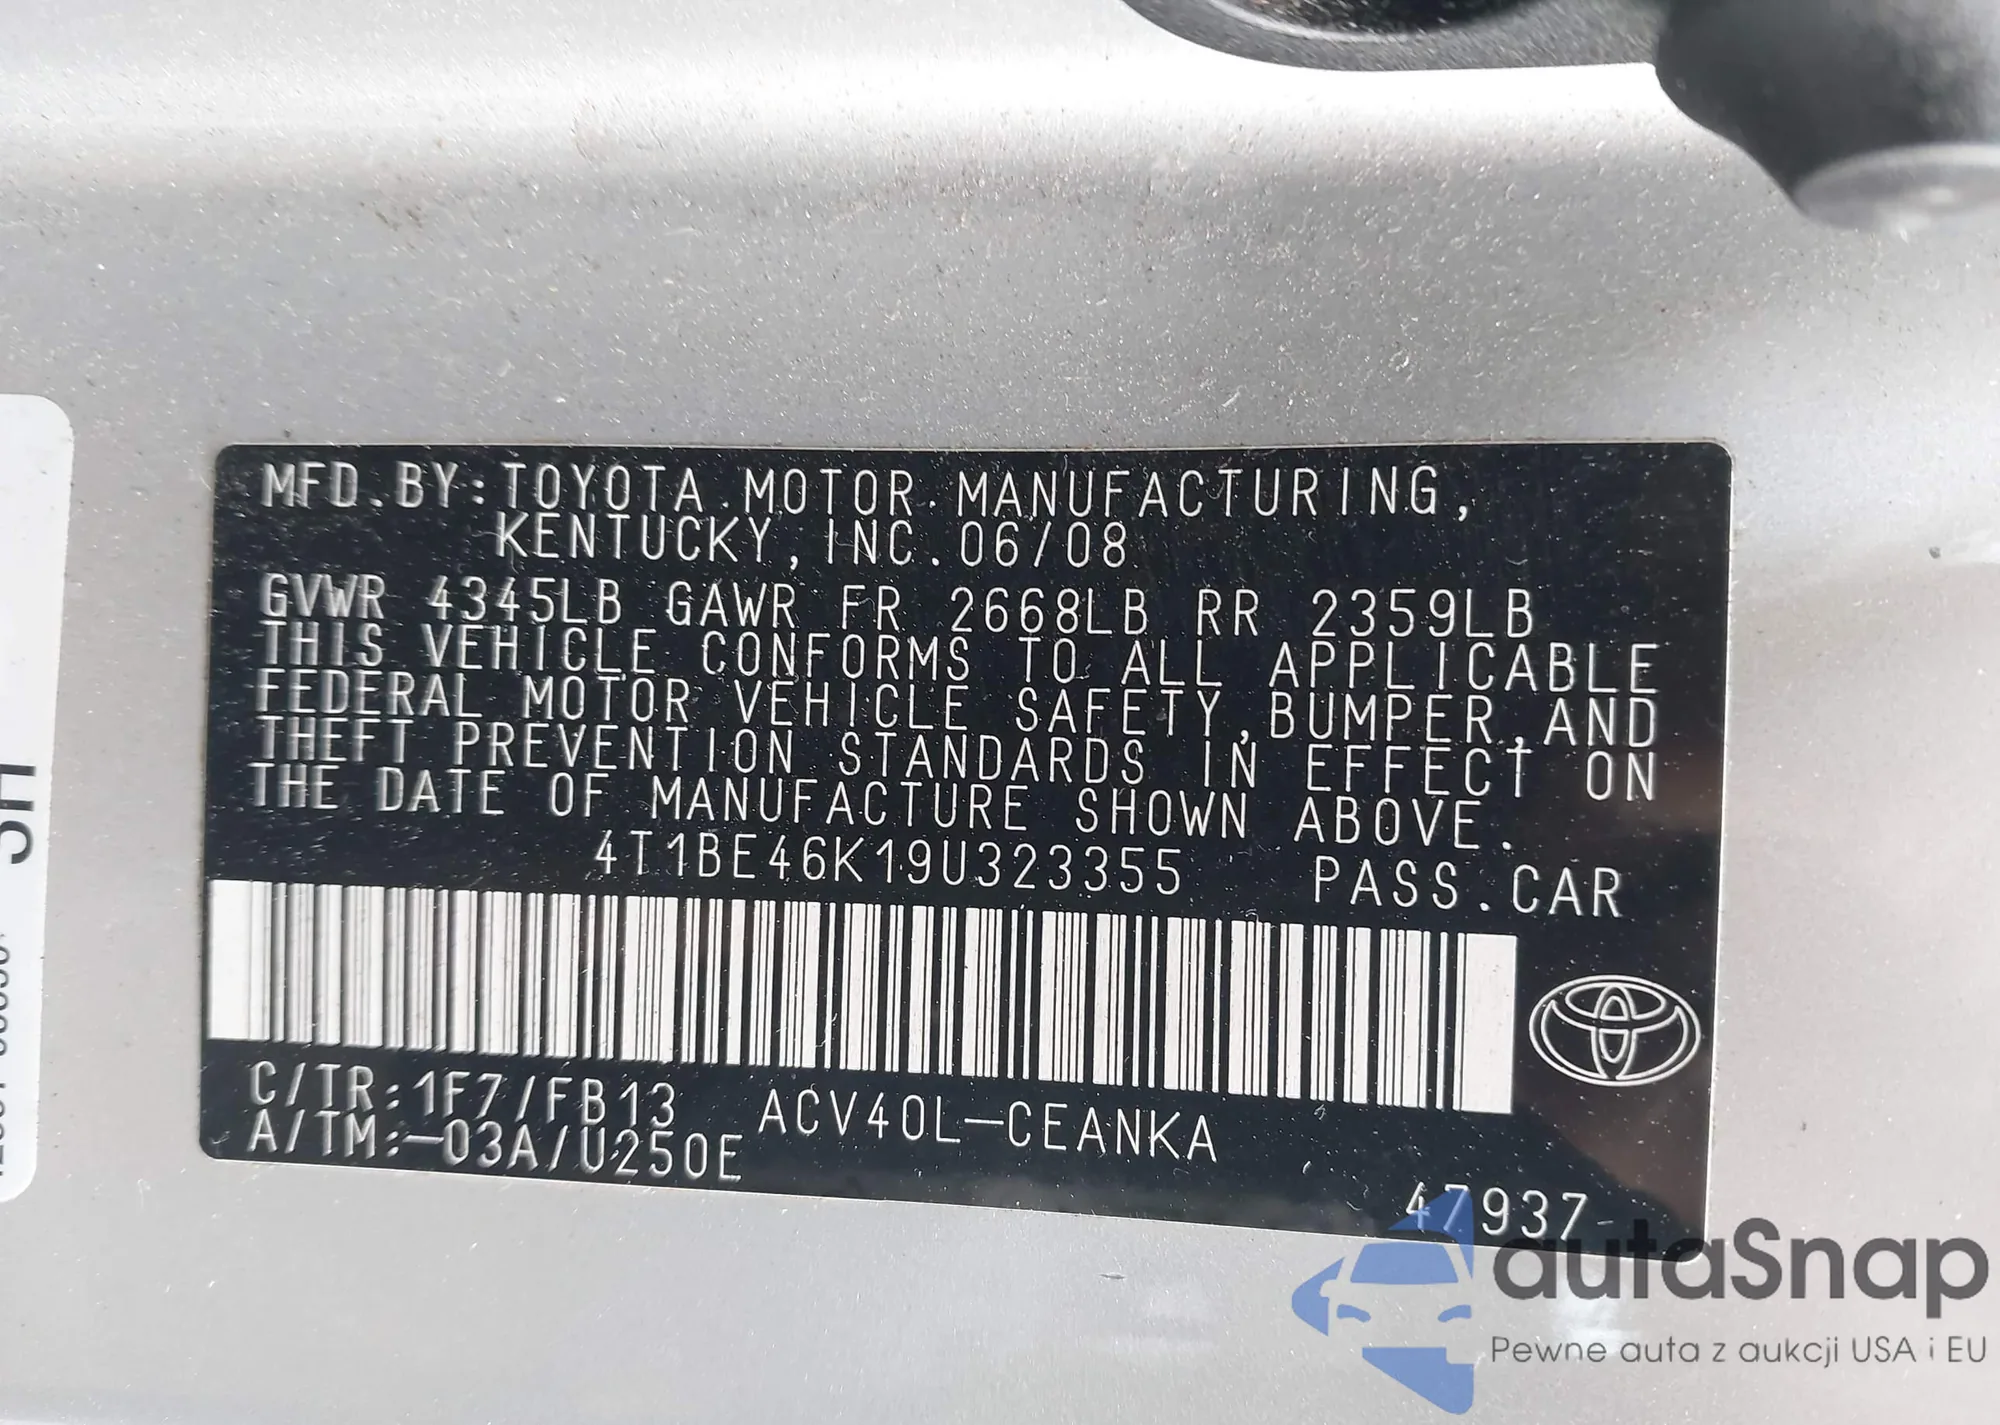 MFD.BY:TOYOTA MOTOR MANUFACTURING,
KENTUCKY, INC. 06/08
GVWR 4345LB GAWR FR 2668LB RR 2359LB
THIS VEHICLE CONFORMS TO ALL APPLICABLE
FEDERAL MOTOR VEHICLE SAFETY,BUMPER,AND
THEFT PREVENTION STANDARDS IN EFFECT ON
THE DATE OF MANUFACTURE SHOWN ABOVE.
4T1BE46K19U323355 PASS.CAR
C/TR:1F7/FB13 ACV40L-CEANKA
A/TM:-03A/U250E
47937
SH
autaSnap
Pewne auta z aukcji USA i EU